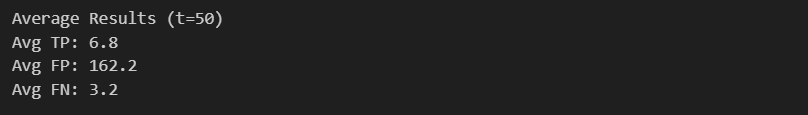 Average Results (t=50)
Avg TP: 6.8
Avg FP: 162.2
Avg FN: 3.2